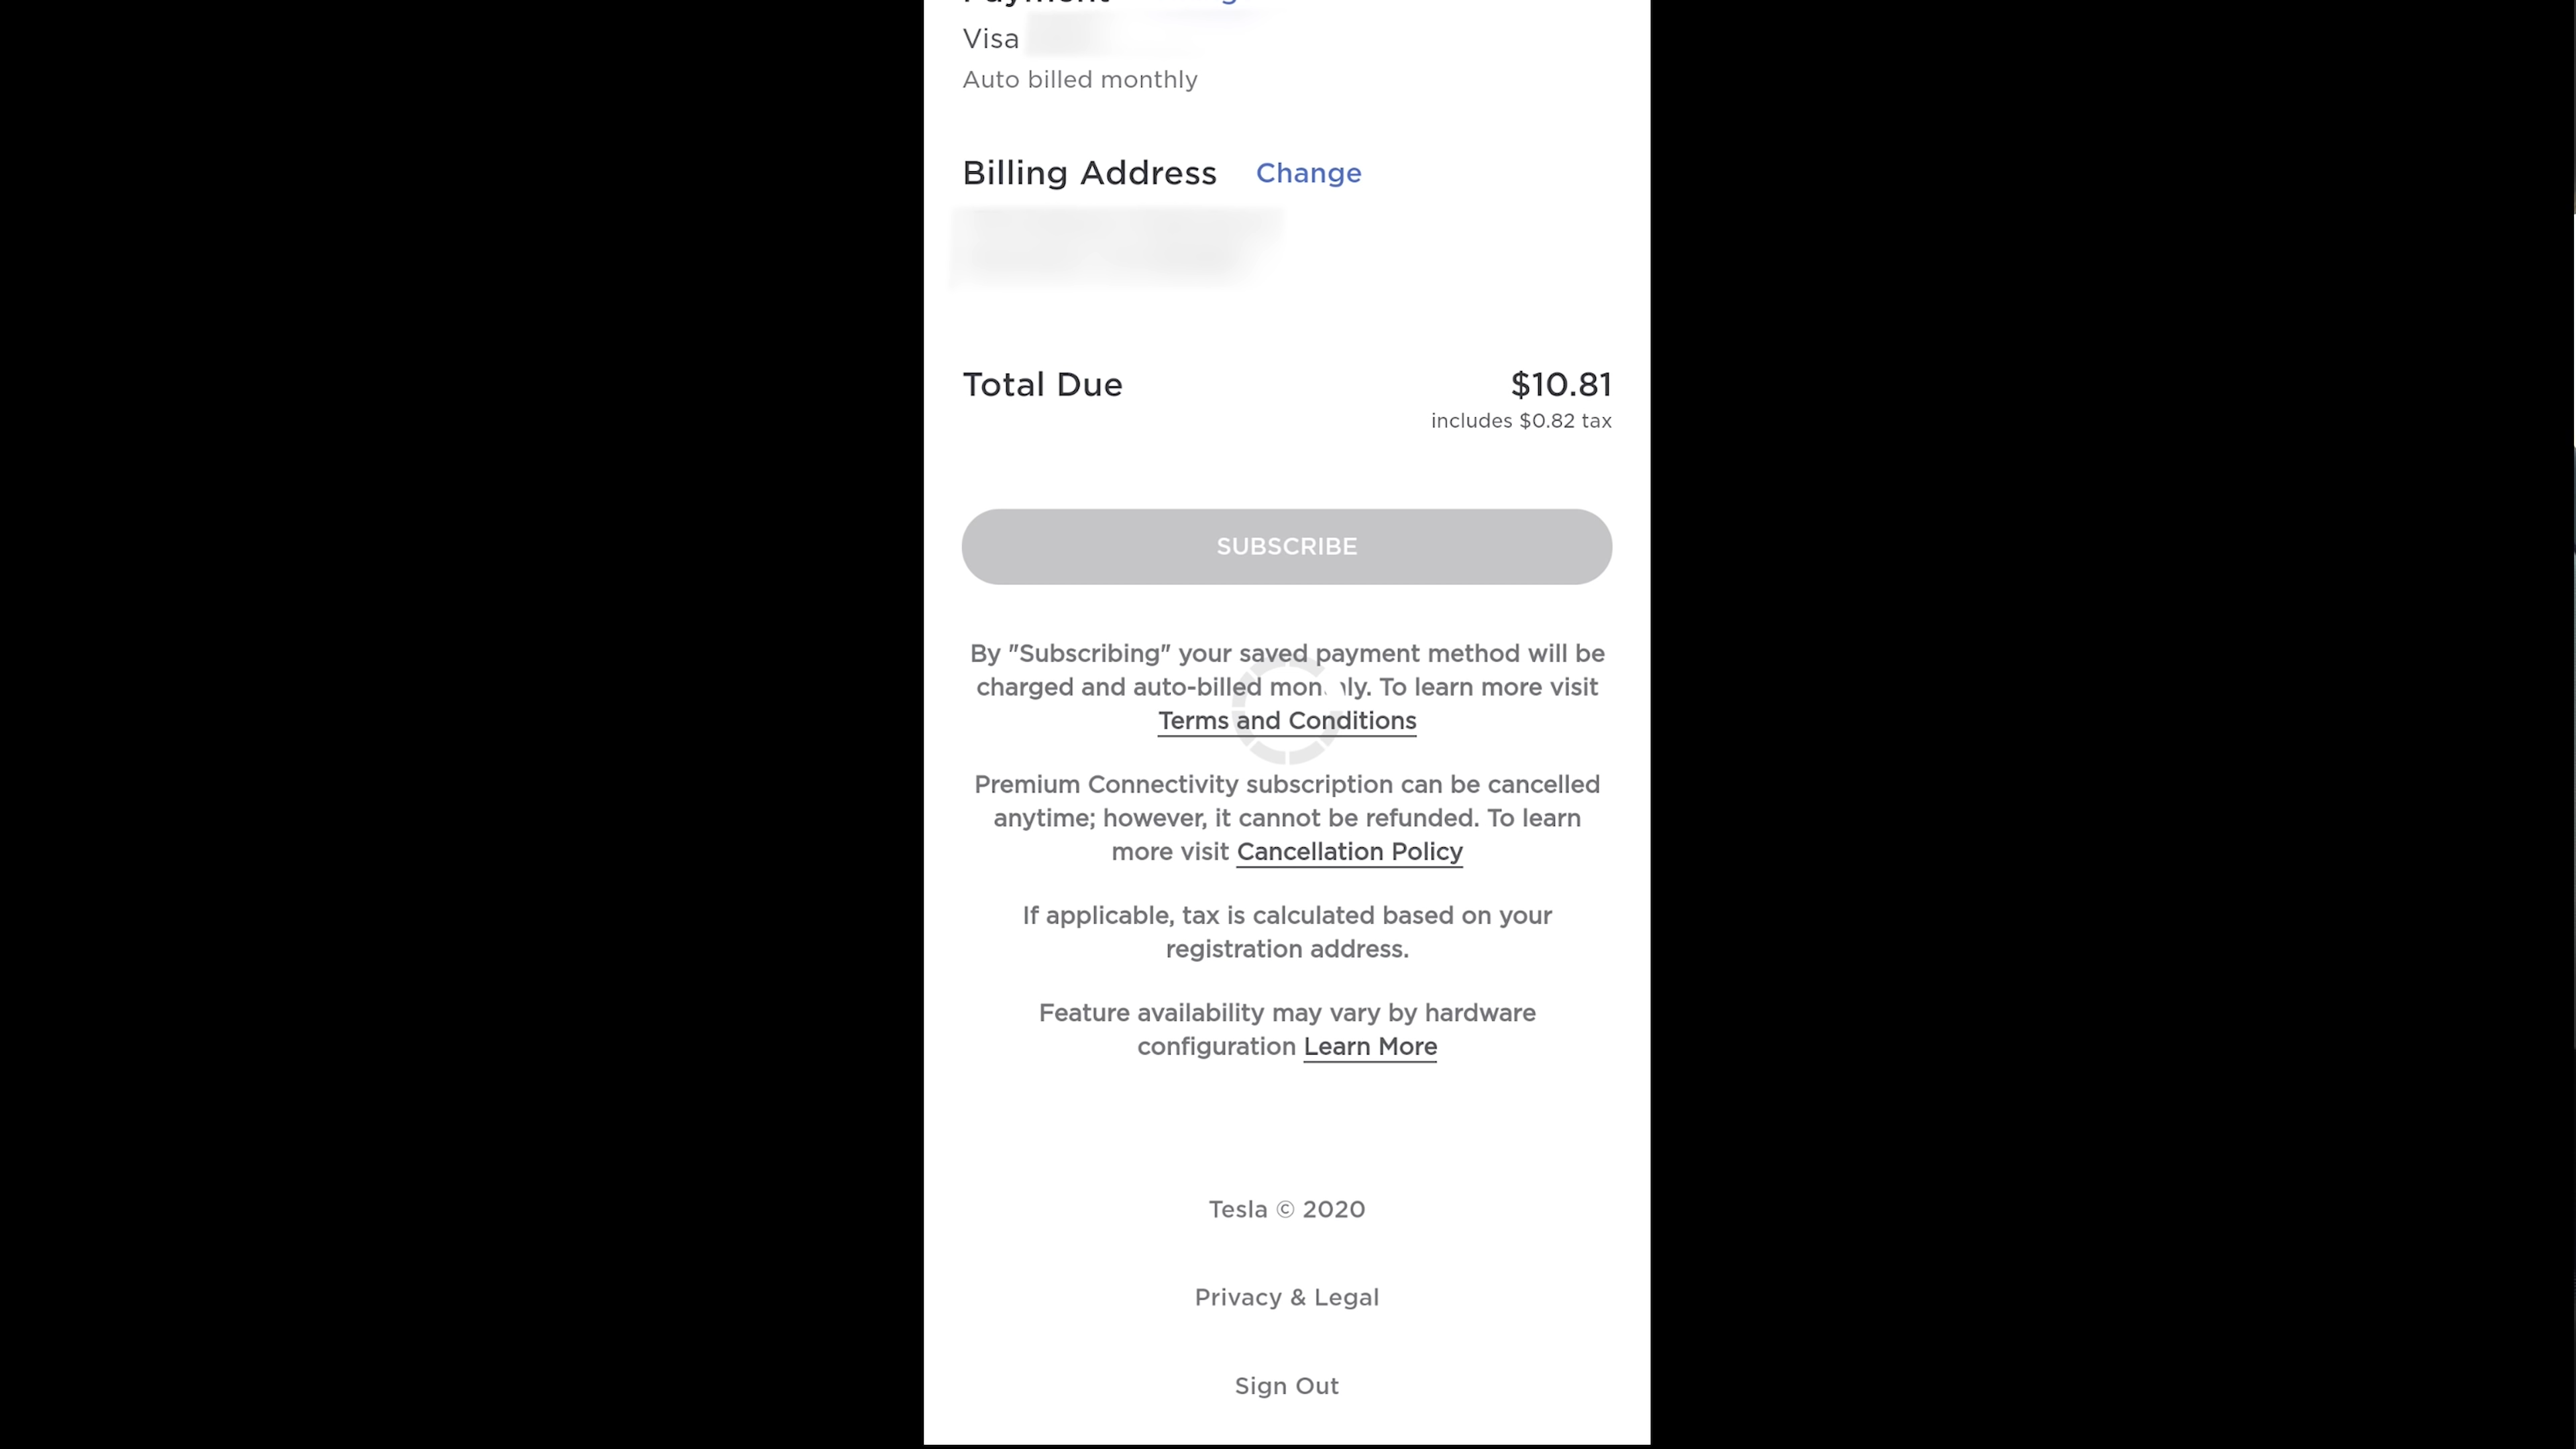 Payment
Visa
Auto billed monthly
Billing Address Change
Total Due $10.81
includes $0.82 tax
SUBSCRIBE
By "Subscribing" your saved payment method will be
charged and auto-billed monthly. To learn more visit
Terms and Conditions
Premium Connectivity subscription can be cancelled
anytime; however, it cannot be refunded. To learn
more visit Cancellation Policy
If applicable, tax is calculated based on your
registration address.
Feature availability may vary by hardware
configuration Learn More
Tesla © 2020
Privacy & Legal
Sign Out